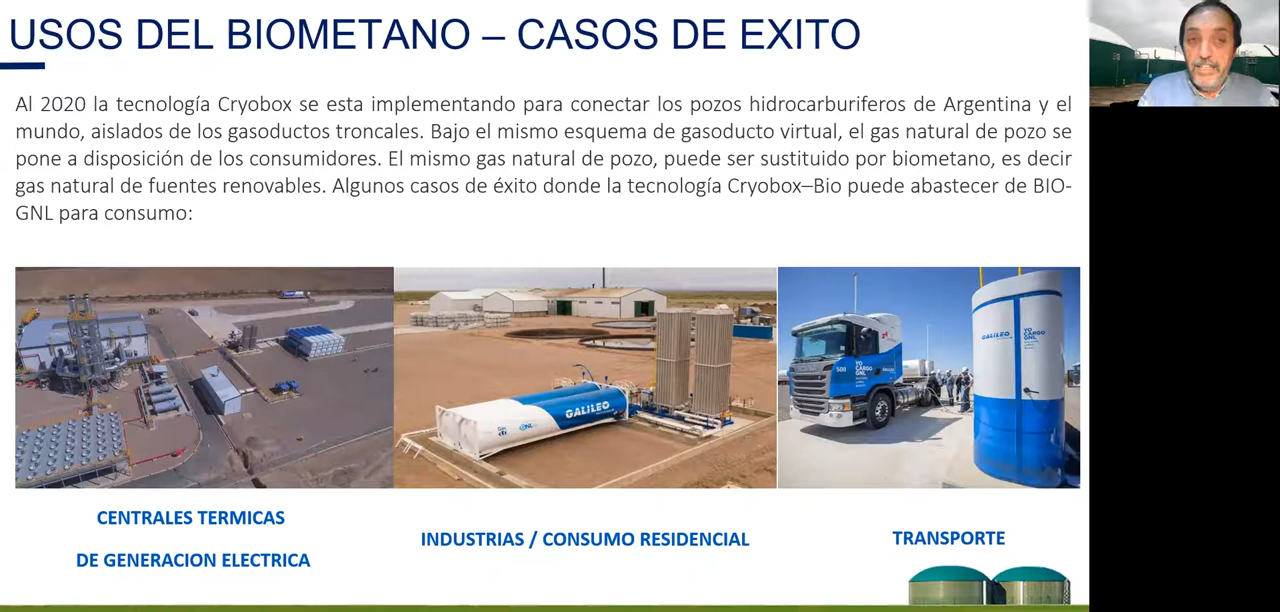 USOS DEL BIOMETANO – CASOS DE EXITO
Al 2020 la tecnología Cryobox se esta implementando para conectar los pozos hidrocarburiferos de Argentina y el
mundo, aislados de los gasoductos troncales. Bajo el mismo esquema de gasoducto virtual, el gas natural de pozo se
pone a disposición de los consumidores. El mismo gas natural de pozo, puede ser sustituido por biometano, es decir
gas natural de fuentes renovables. Algunos casos de éxito donde la tecnología Cryobox–Bio puede abastecer de BIO-
GNL para consumo:
GALILEO
500
YO
CARGO
GNL
GALILEO
YO
CARGO
GNL
CENTRALES TERMICAS
DE GENERACION ELECTRICA
INDUSTRIAS / CONSUMO RESIDENCIAL
TRANSPORTE